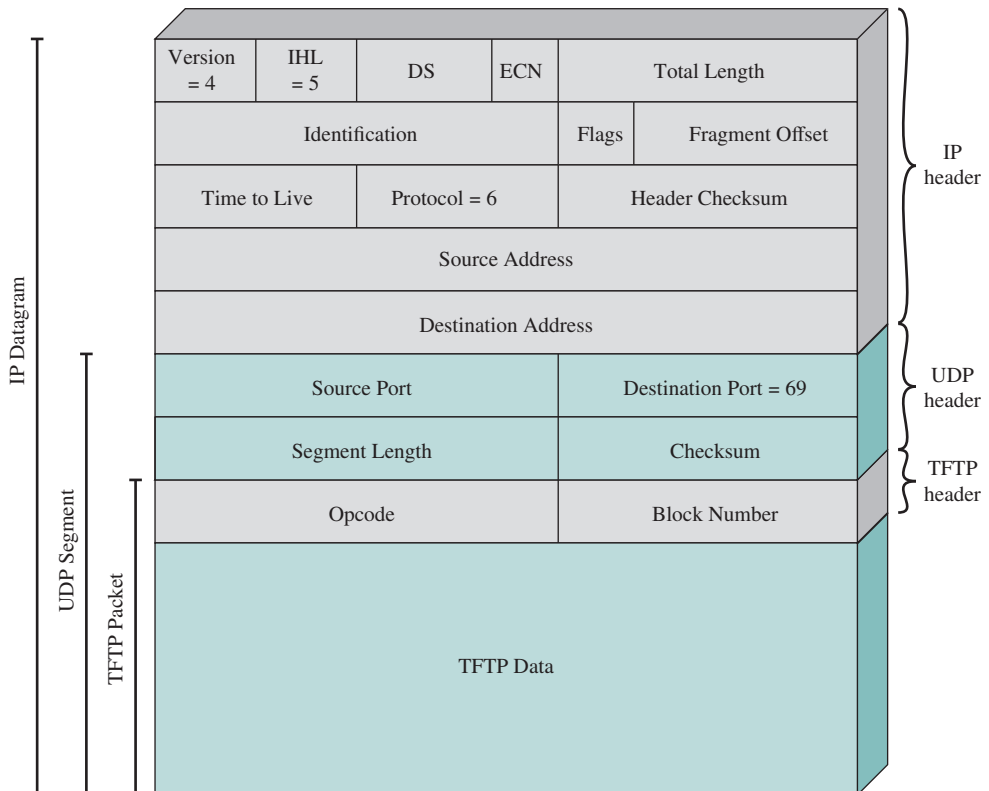 Version
= 4
IHL
= 5
DS
ECN
Total Length
Identification
Flags
Fragment Offset
Time to Live
Protocol = 6
Header Checksum
Source Address
Destination Address
Source Port
Destination Port = 69
Segment Length
Checksum
Opcode
Block Number
TFTP Data
IP Datagram
UDP Segment
TFTP Packet
IP
header
UDP
header
TFTP
header